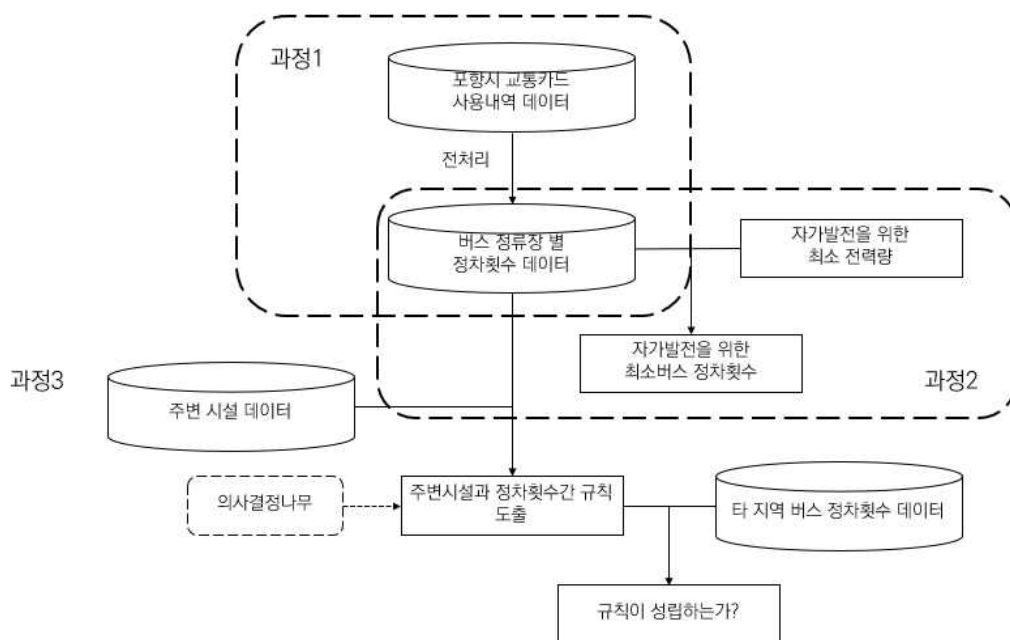 과정1
포항시 교통카드
사용내역 데이터
전처리
버스 정류장 별
정차횟수 데이터
자가발전을 위한
최소 전력량
자가발전을 위한
최소버스 정차횟수
과정2
과정3
주변 시설 데이터
의사결정나무
주변시설과 정차횟수간 규칙
도출
타 지역 버스 정차횟수 데이터
규칙이 성립하는가?